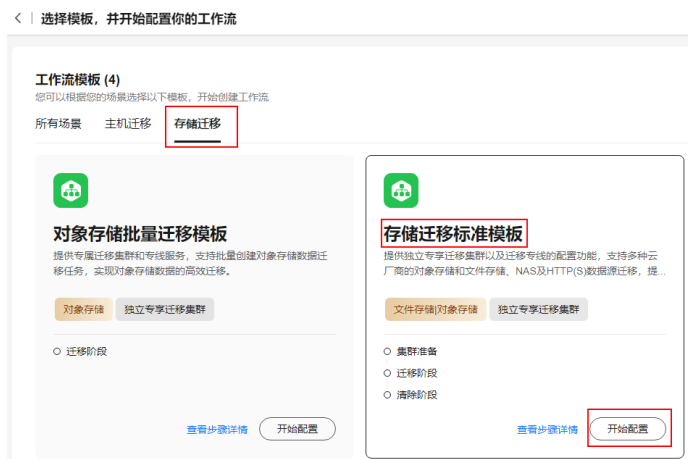 选择模板，并开始配置你的工作流
工作流模板 (4)
您可以根据您的场景选择以下模板，开始创建工作流
所有场景 主机迁移 存储迁移
对象存储批量迁移模板
提供专属迁移集群和专线服务，支持批量创建对象存储数据迁
移任务，实现对象存储数据的高效迁移。
对象存储 独立专享迁移集群
迁移阶段
查看步骤详情 开始配置
存储迁移标准模板
提供独立专享迁移集群以及迁移专线的配置功能，支持多种云
厂商的对象存储和文件存储、NAS及HTTP(S)数据源迁移，提...
文件存储|对象存储 独立专享迁移集群
集群准备
迁移阶段
清除阶段
查看步骤详情 开始配置